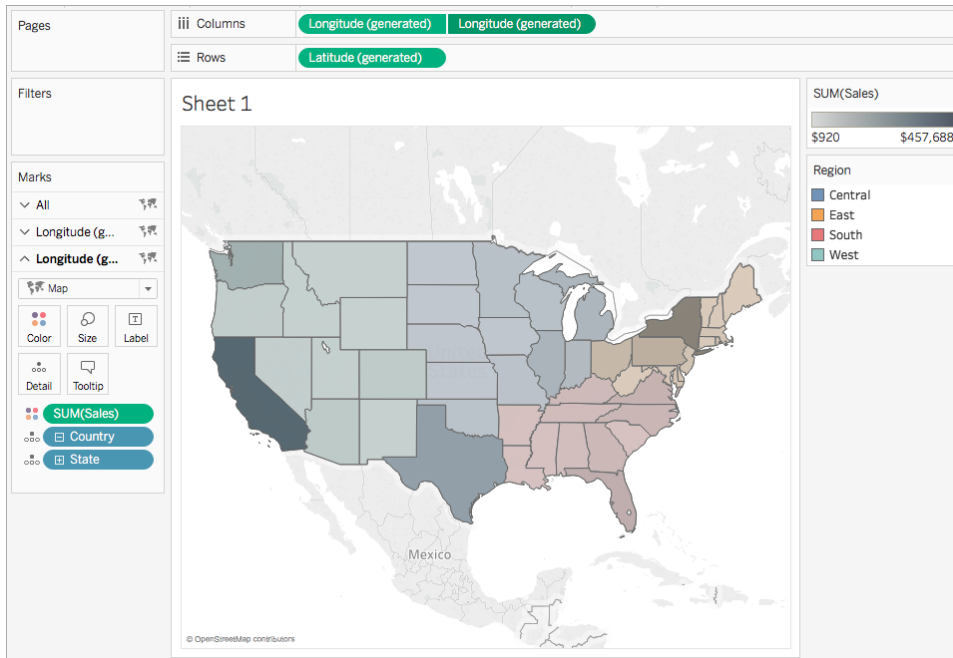 Pages
Columns
Longitude (generated) Longitude (generated)
Rows
Latitude (generated)
Filters
Marks
All
Longitude (g...
Longitude (g...
Map
Color Size Label
Detail Tooltip
SUM(Sales)
Country
State
Sheet 1
United States
Mexico
© OpenStreetMap contributors
SUM(Sales)
$920 $457,688
Region
Central
East
South
West